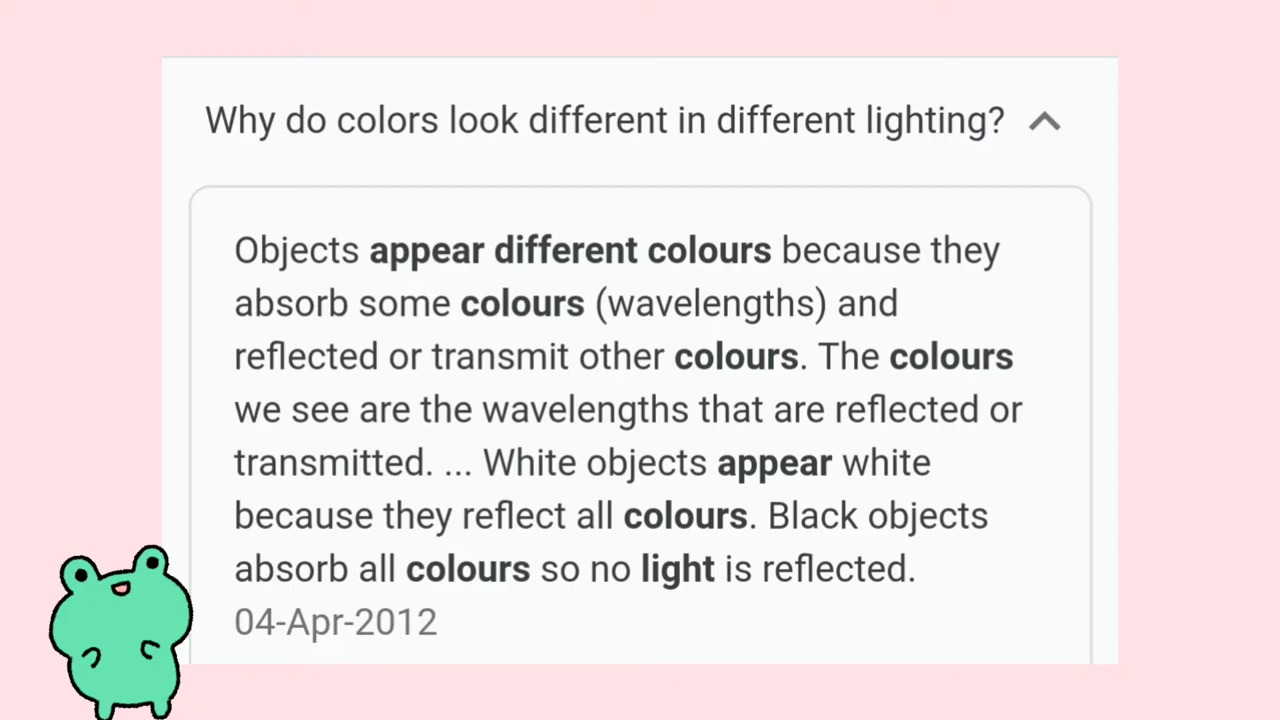 Why do colors look different in different lighting?
Objects appear different colours because they
absorb some colours (wavelengths) and
reflected or transmit other colours. The colours
we see are the wavelengths that are reflected or
transmitted. ... White objects appear white
because they reflect all colours. Black objects
absorb all colours so no light is reflected.
04-Apr-2012